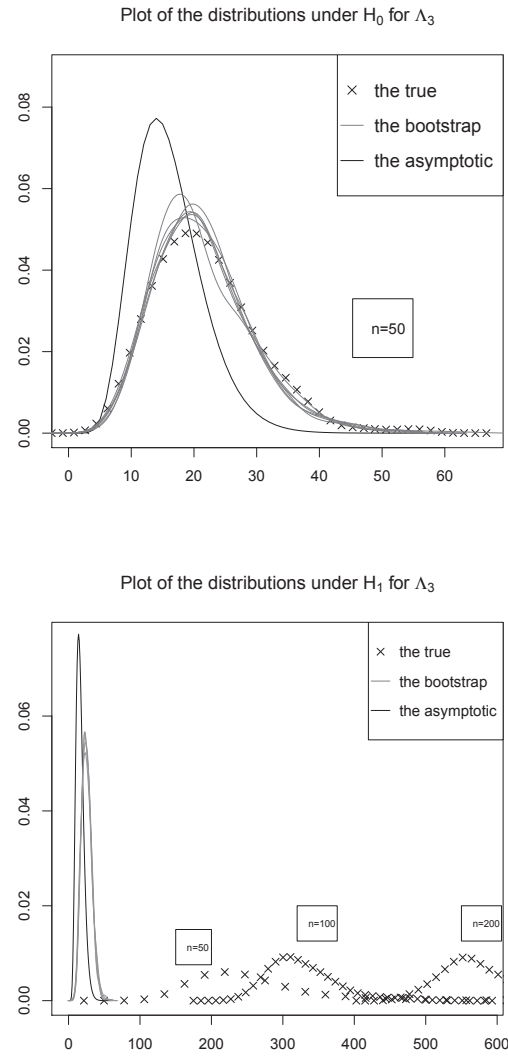 Plot of the distributions under H₀ for Λ₃
× the true
the bootstrap
the asymptotic
n=50
0.08
0.06
0.04
0.02
0.00
0 10 20 30 40 50 60
Plot of the distributions under H₁ for Λ₃
× the true
the bootstrap
the asymptotic
n=50
n=100
n=200
0.06
0.04
0.02
0.00
0 100 200 300 400 500 600